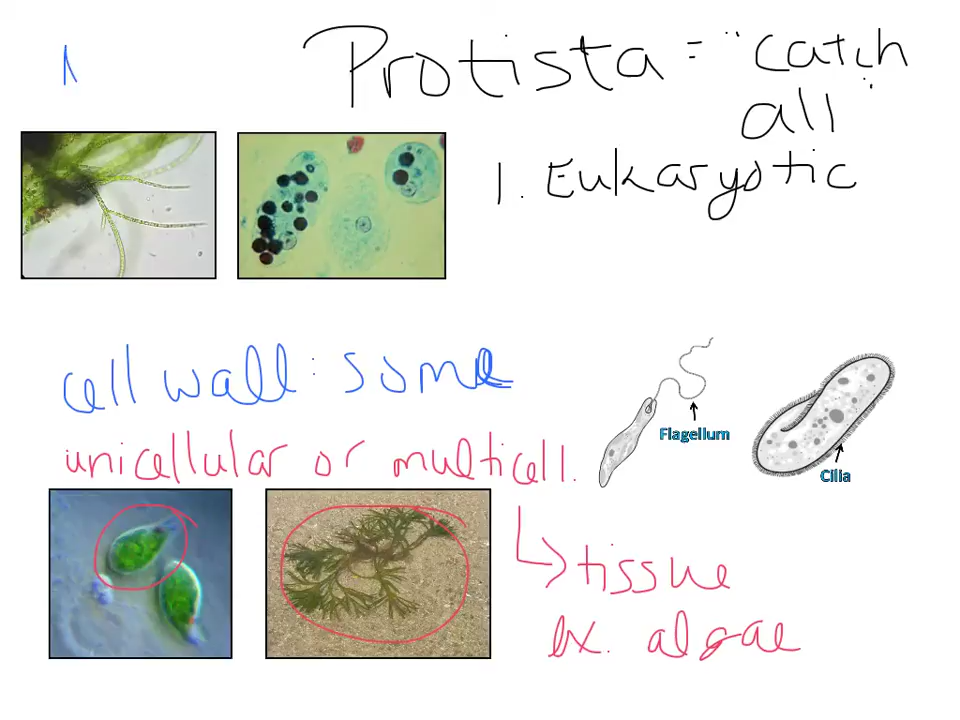 Protista = "catch
all"
1. Eukaryotic
cell wall: some
unicellular or multicell.
Flagellum
Cilia
↳ tissue
ex. algae